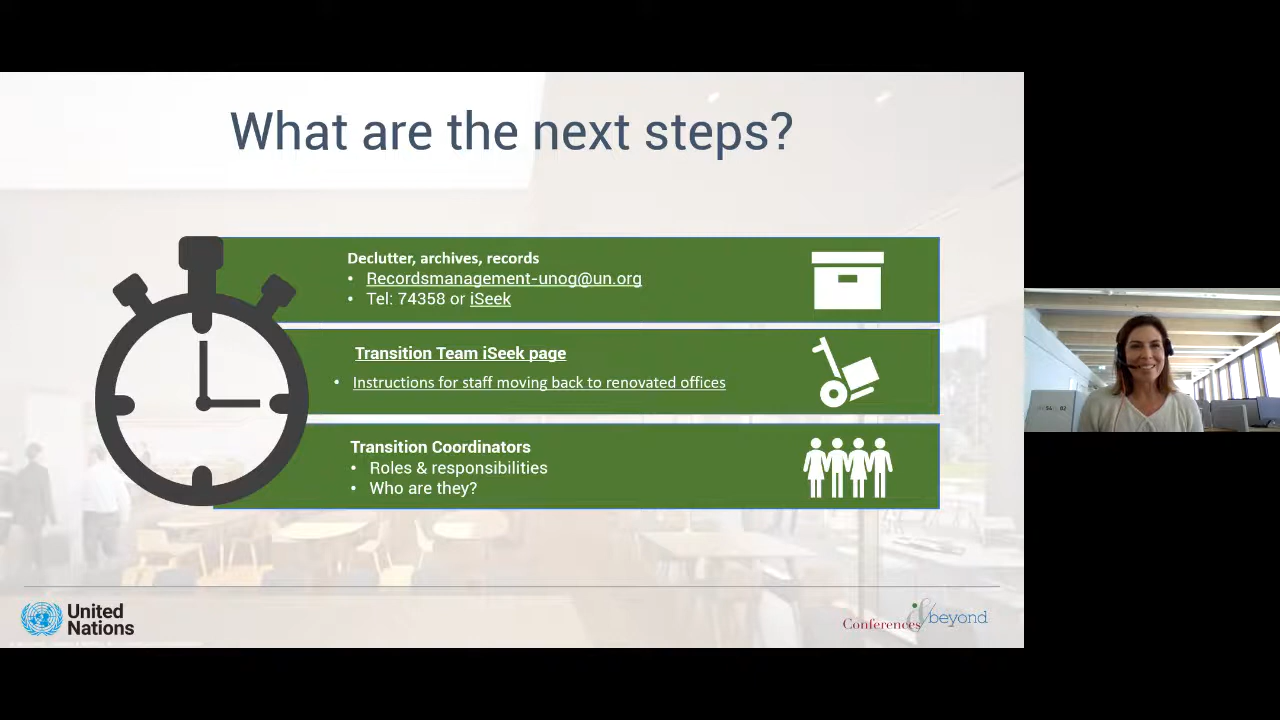 What are the next steps?
Declutter, archives, records
• Recordsmanagement-unog@un.org
• Tel: 74358 or iSeek
Transition Team iSeek page
• Instructions for staff moving back to renovated offices
Transition Coordinators
• Roles & responsibilities
• Who are they?
United
Nations
Conferences & beyond